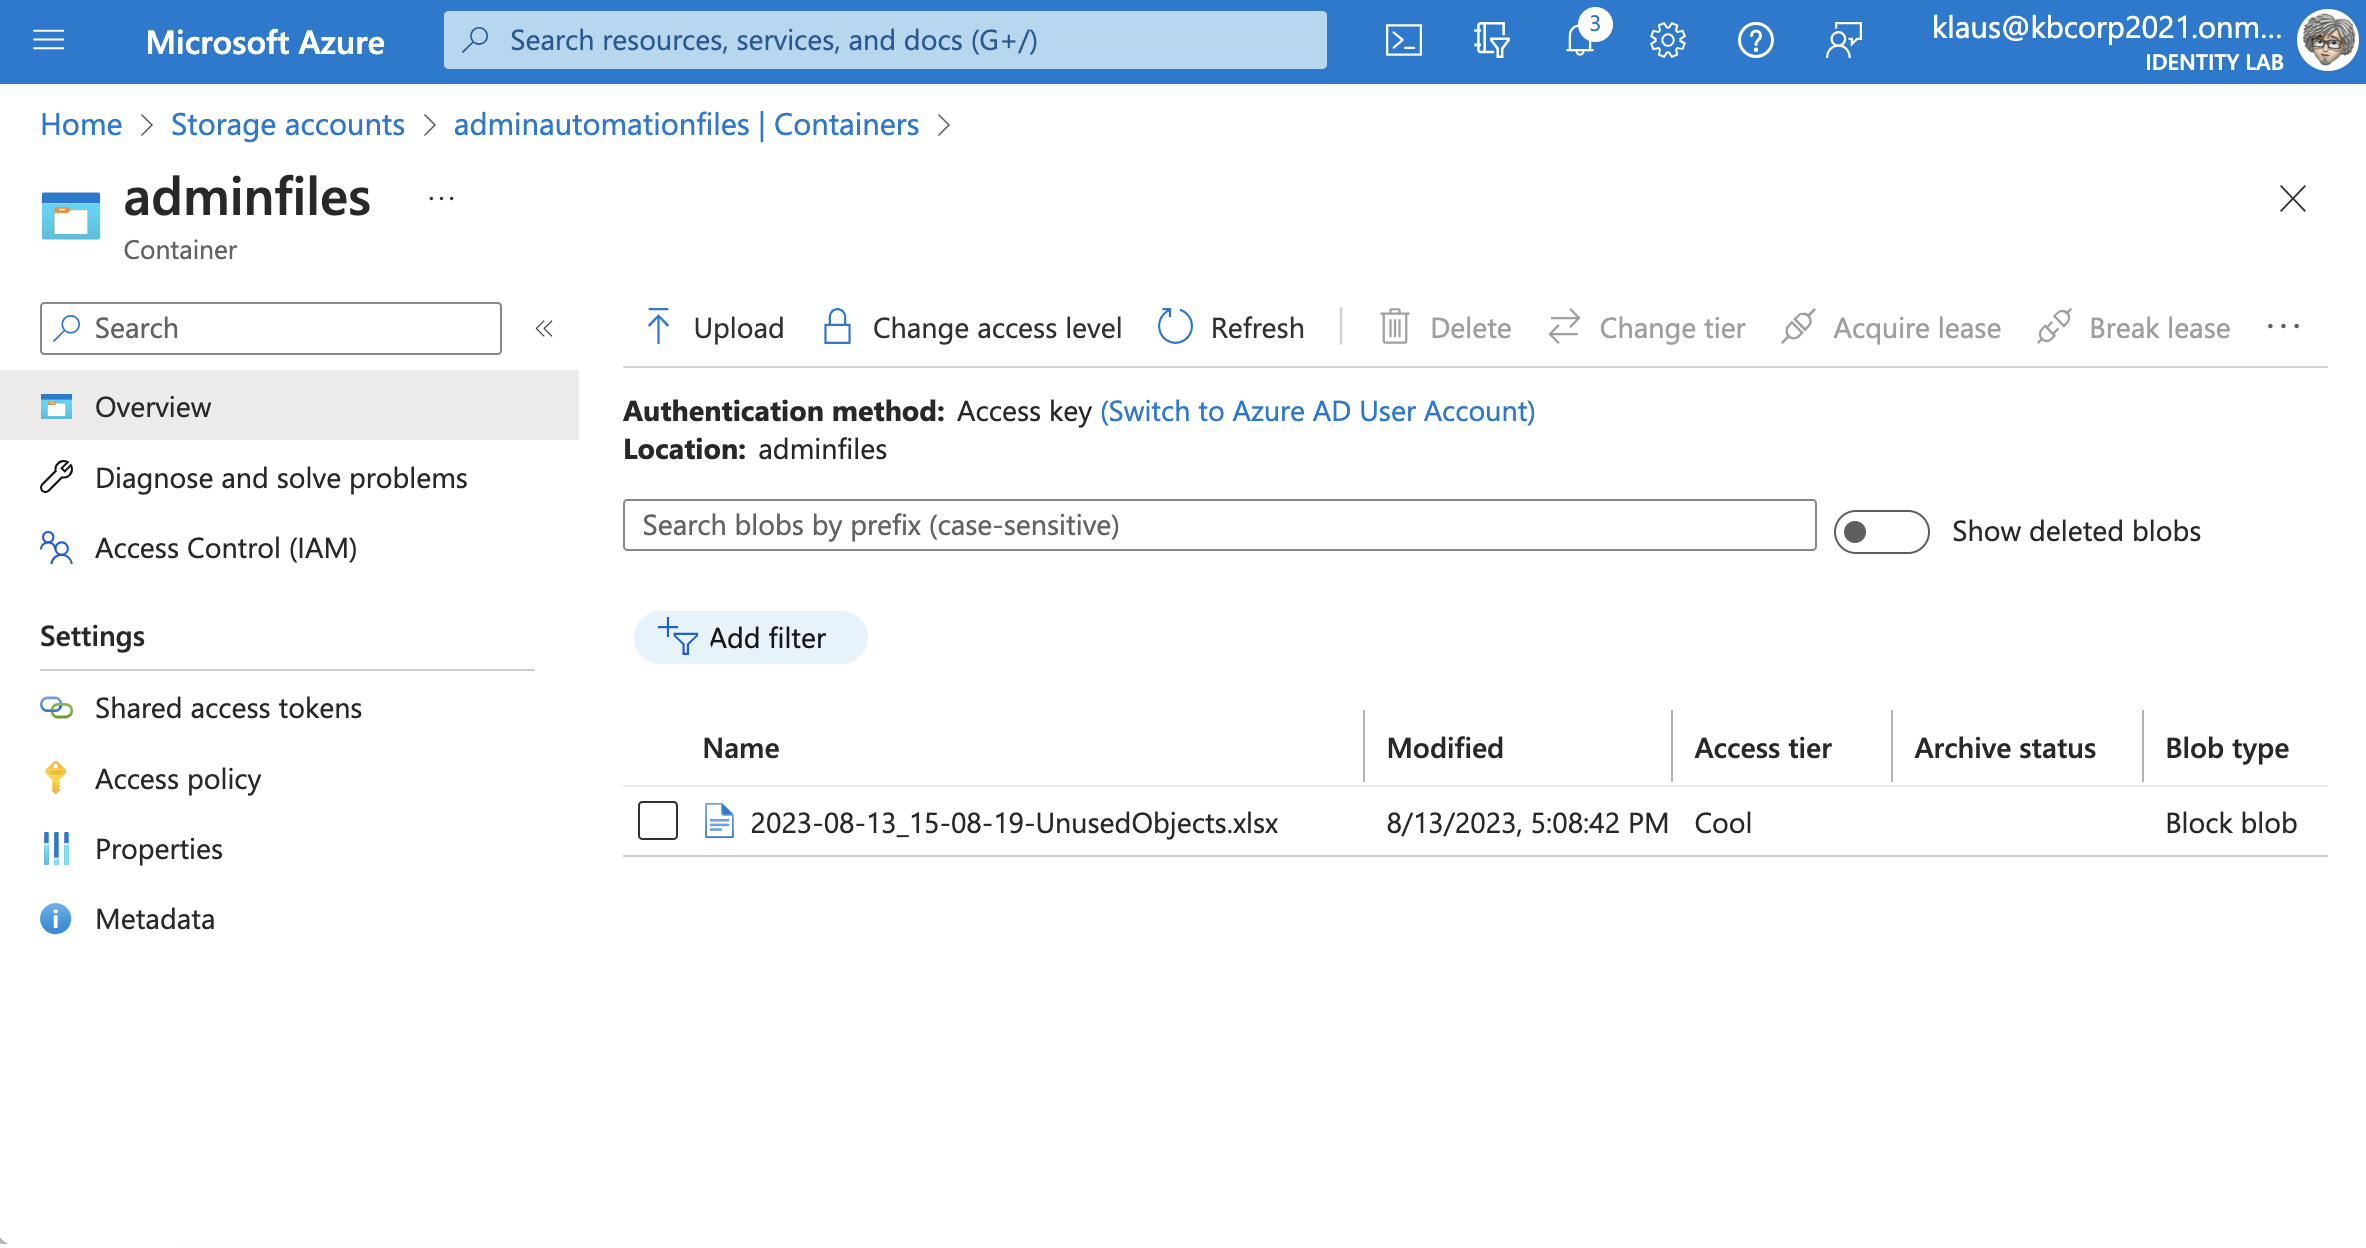 Microsoft Azure
Search resources, services, and docs (G+/)
3
klaus@kbcorp2021.onm...
IDENTITY LAB
Home > Storage accounts > adminautomationfiles | Containers >
adminfiles ...
Container
Search
«
Upload
Change access level
Refresh
Delete
Change tier
Acquire lease
Break lease
...
Overview
Diagnose and solve problems
Access Control (IAM)
Settings
Shared access tokens
Access policy
Properties
Metadata
Authentication method: Access key (Switch to Azure AD User Account)
Location: adminfiles
Search blobs by prefix (case-sensitive)
Show deleted blobs
Add filter
Name Modified Access tier Archive status Blob type
2023-08-13_15-08-19-UnusedObjects.xlsx 8/13/2023, 5:08:42 PM Cool Block blob